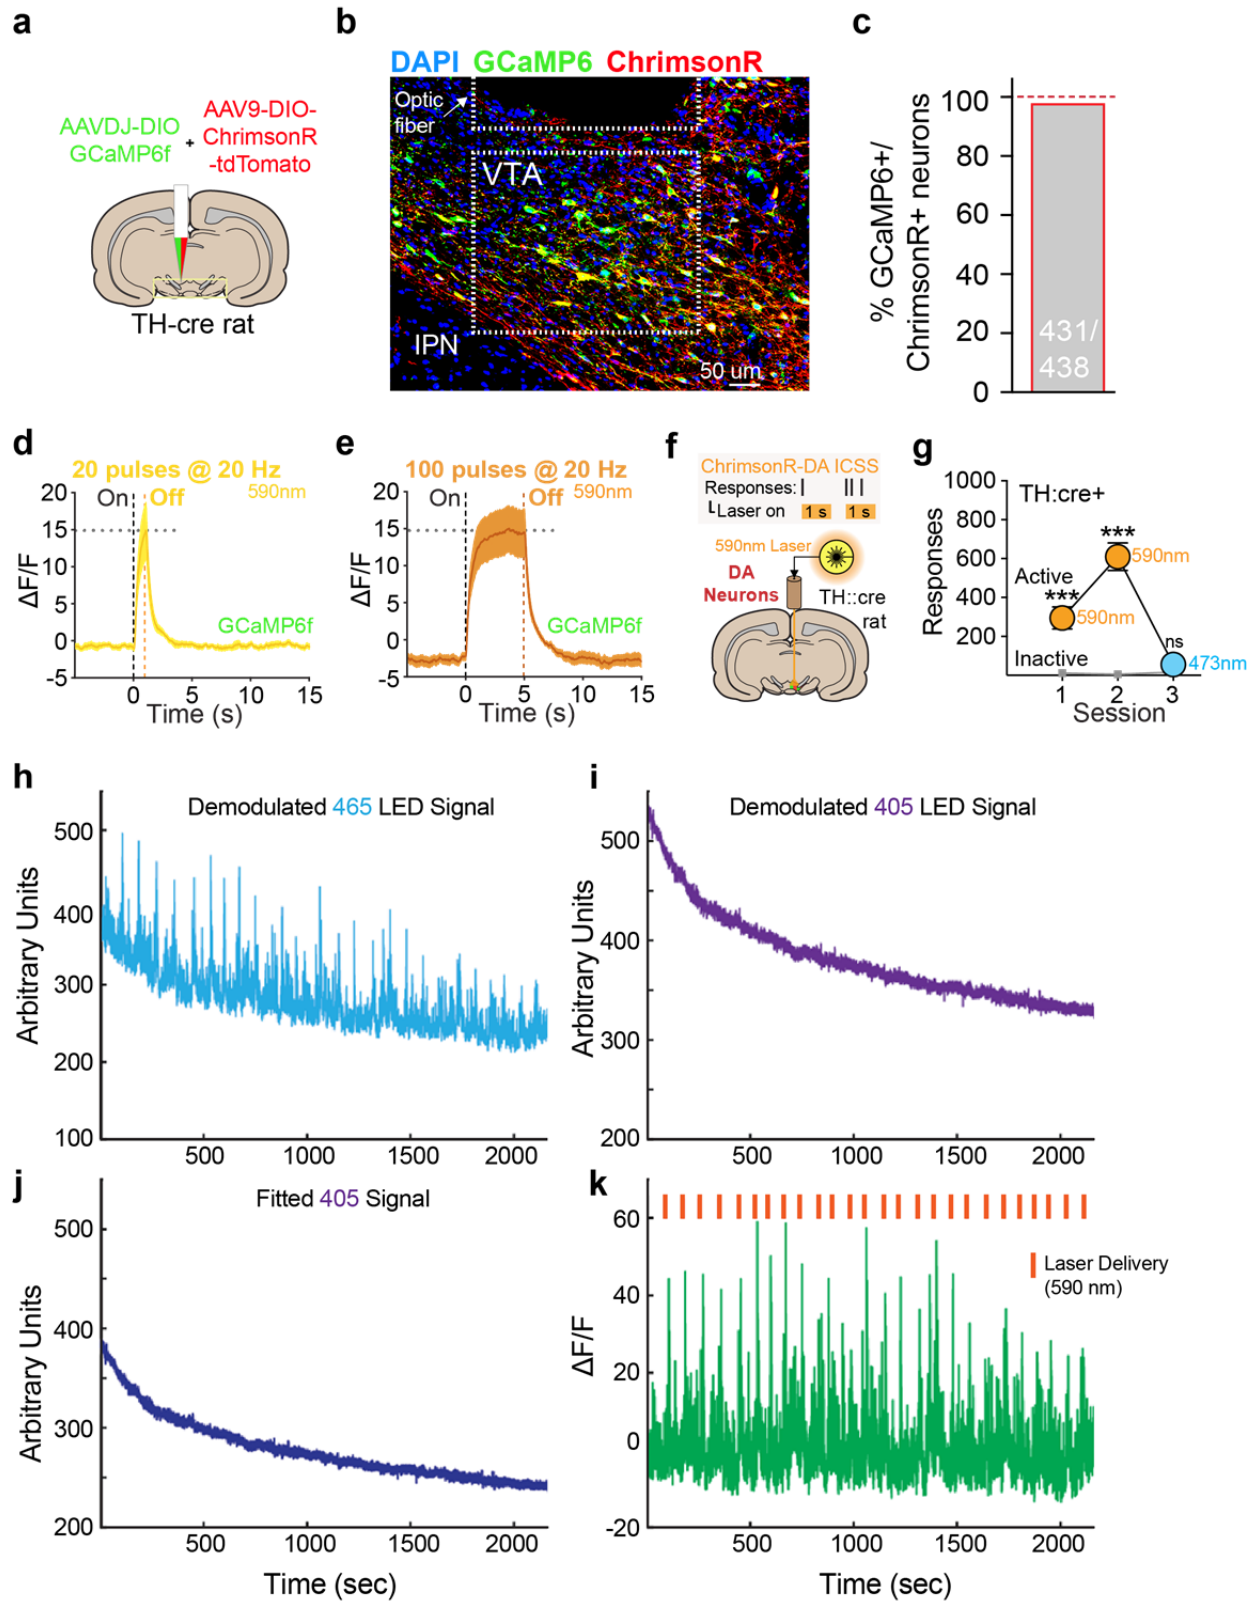 a
AAVDJ-DIO
GCaMP6f
+
AAV9-DIO-
ChrimsonR
-tdTomato
TH-cre rat
b
DAPI GCaMP6 ChrimsonR
Optic
fiber
VTA
IPN
50 um
c
% GCaMP6+/
ChrimsonR+ neurons
100
80
60
40
20
0
431/
438
d
20 pulses @ 20 Hz
On
Off
590nm
20
15
10
5
0
-5
ΔF/F
GCaMP6f
0
5
10
15
Time (s)
e
100 pulses @ 20 Hz
On
Off
590nm
20
15
10
5
0
-5
ΔF/F
GCaMP6f
0
5
10
15
Time (s)
f
ChrimsonR-DA ICSS
Responses:
Laser on
1 s
1 s
590nm Laser
DA
Neurons
TH::cre
rat
g
1000
800
600
400
200
Responses
TH:cre+
Active
Inactive
***
590nm
***
590nm
ns
473nm
1
2
3
Session
h
Demodulated 465 LED Signal
500
400
300
200
100
Arbitrary Units
500
1000
1500
2000
i
Demodulated 405 LED Signal
500
400
300
200
Arbitrary Units
500
1000
1500
2000
j
Fitted 405 Signal
500
400
300
200
Arbitrary Units
500
1000
1500
2000
Time (sec)
k
60
40
20
0
-20
ΔF/F
Laser Delivery
(590 nm)
500
1000
1500
2000
Time (sec)